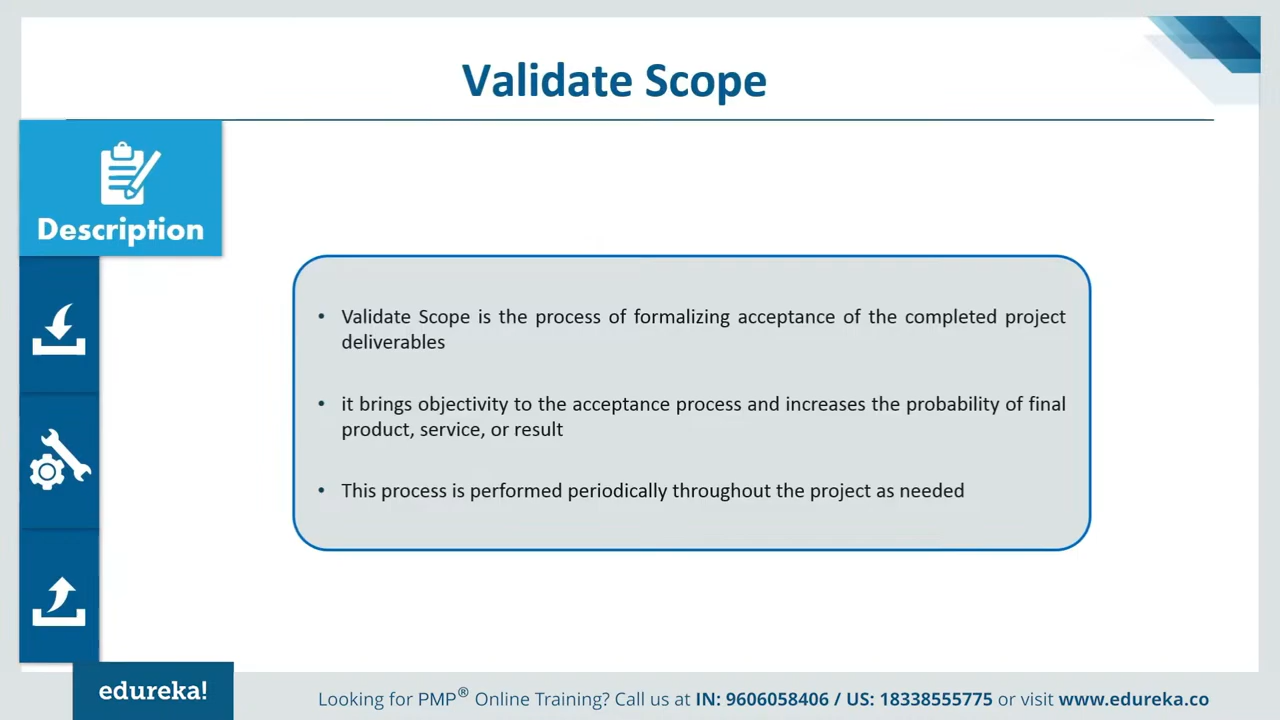 Validate Scope
Description
• Validate Scope is the process of formalizing acceptance of the completed project
deliverables
• it brings objectivity to the acceptance process and increases the probability of final
product, service, or result
• This process is performed periodically throughout the project as needed
edureka!
Looking for PMP® Online Training? Call us at IN: 9606058406 / US: 18338555775 or visit www.edureka.co